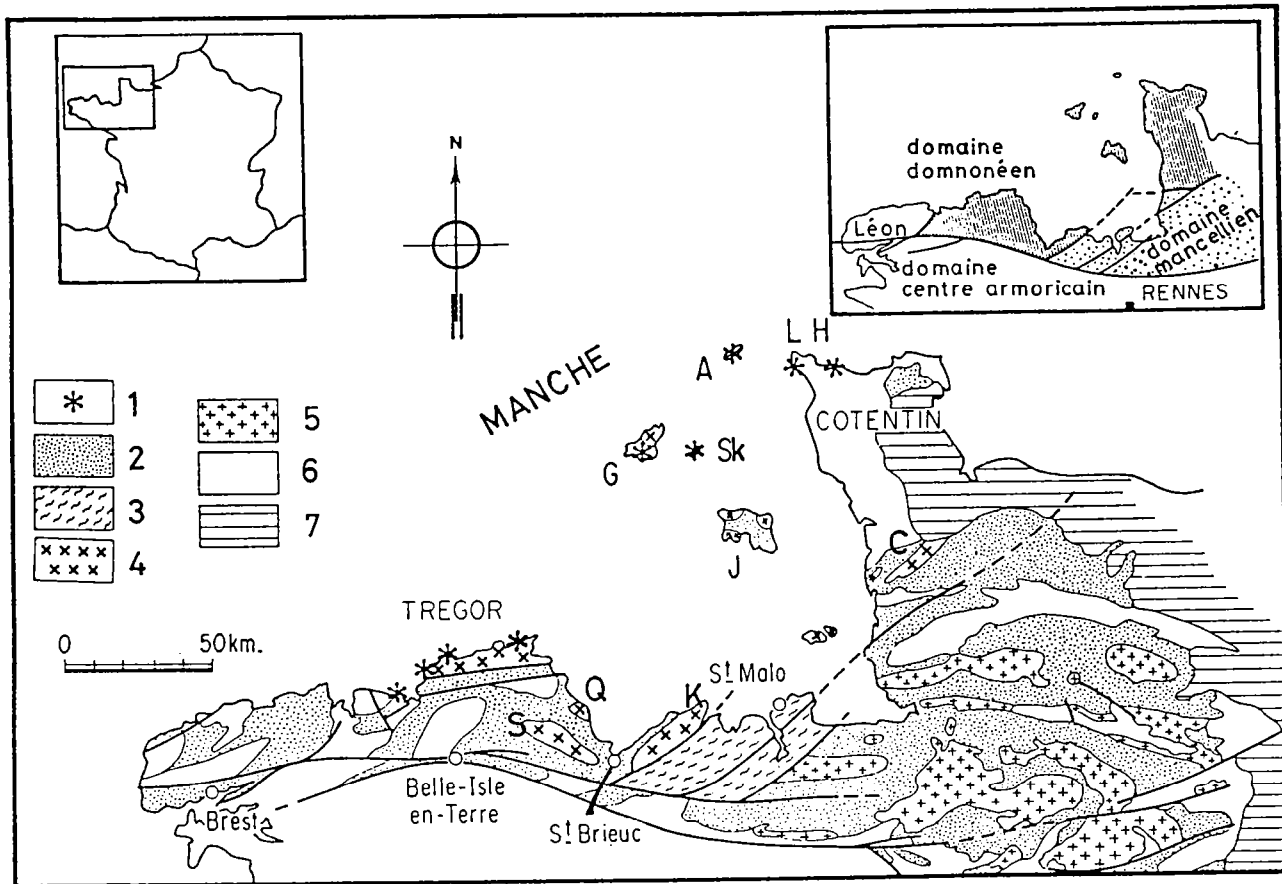 N
domaine
domnonéen
Léon
domaine
mancellien
domaine
centre armoricain
RENNES
MANCHE
A
L H
COTENTIN
G
Sk
J
C
1
2
3
4
5
6
7
0 50km.
TREGOR
Q
S
K
St Malo
Brest
Belle-Isle
en-Terre
St Brieuc